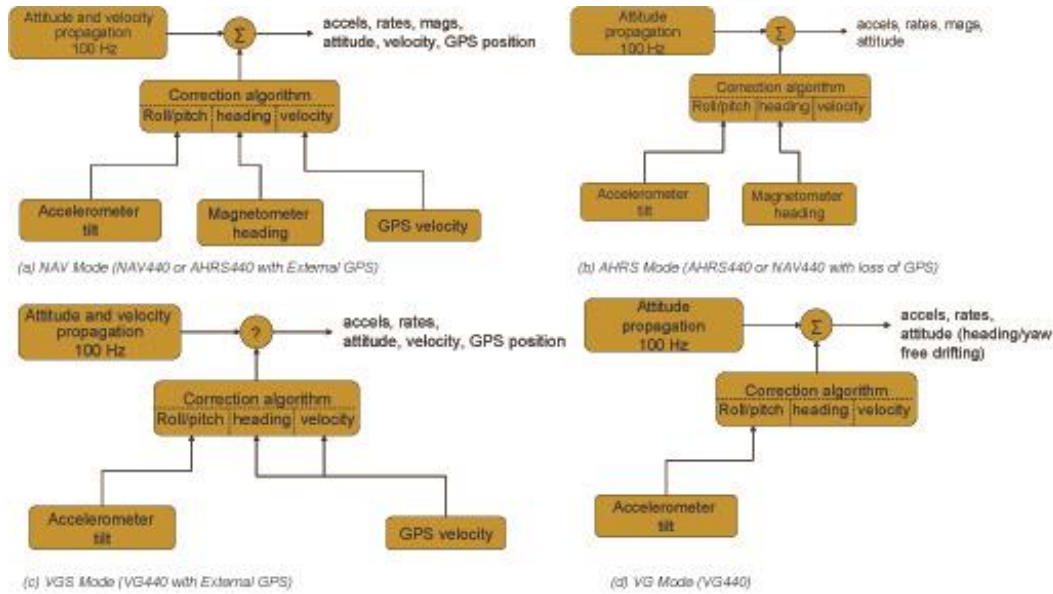 Attitude and velocity
propagation
100 Hz
Σ
accels, rates, mags
attitude, velocity, GPS position
Correction algorithm
Roll/pitch heading velocity
Accelerometer
tilt
Magnetometer
heading
GPS velocity
(a) NAV Mode (NAV440 or AHRS440 with External GPS)
Attitude
propagation
100 Hz
Σ
accels, rates, mags,
attitude
Correction algorithm
Roll/pitch heading velocity
Accelerometer
tilt
Magnetometer
heading
(b) AHRS Mode (AHRS440 or NAV440 with loss of GPS)
Attitude and velocity
propagation
100 Hz
?
accels, rates,
attitude, velocity, GPS position
Correction algorithm
Roll/pitch heading velocity
Accelerometer
tilt
GPS velocity
(c) VGS Mode (VG440 with External GPS)
Attitude
propagation
100 Hz
Σ
accels, rates,
attitude (heading/yaw
free drifting)
Correction algorithm
Roll/pitch heading velocity
Accelerometer
tilt
(d) VG Mode (VG440)